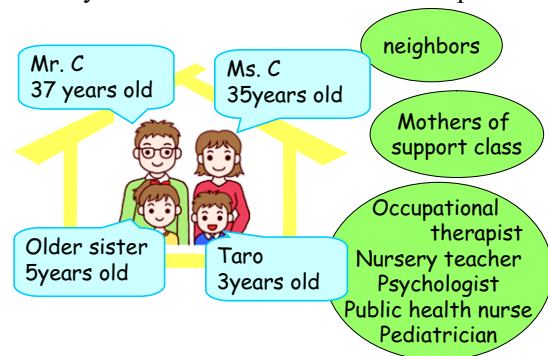 Mr. C
37 years old
Ms. C
35years old
Older sister
5years old
Taro
3years old
neighbors
Mothers of
support class
Occupational
therapist
Nursery teacher
Psychologist
Public health nurse
Pediatrician